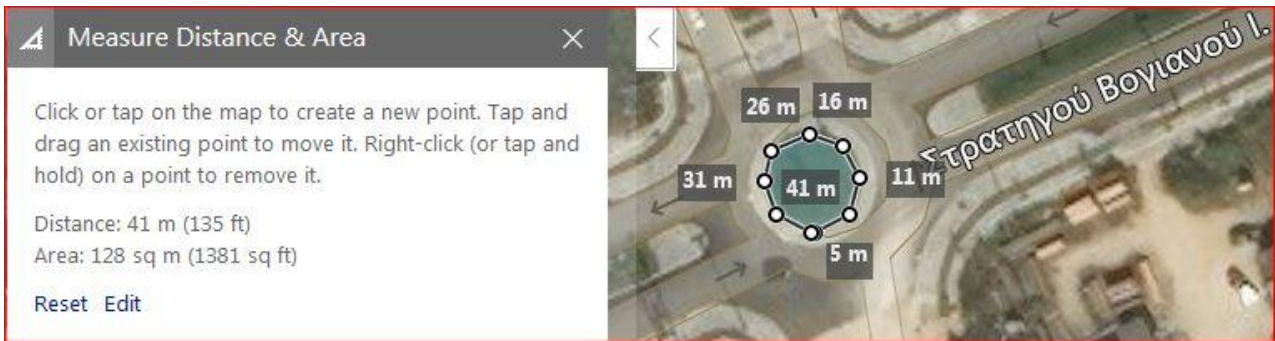 Measure Distance & Area
Click or tap on the map to create a new point. Tap and
drag an existing point to move it. Right-click (or tap and
hold) on a point to remove it.
Distance: 41 m (135 ft)
Area: 128 sq m (1381 sq ft)
Reset Edit
26 m
16 m
31 m
41 m
11 m
5 m
Στρατηγού Βογιανού Ι.